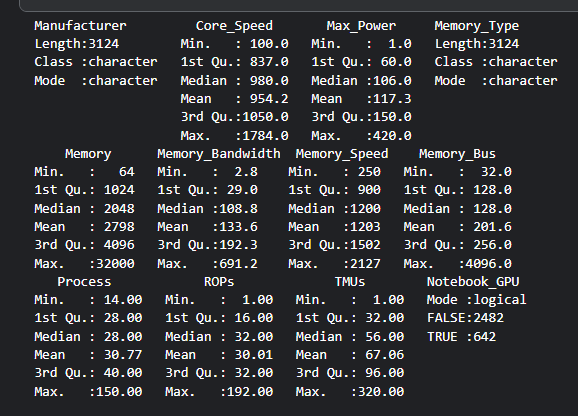 Manufacturer         Core_Speed       Max_Power     Memory_Type
Length:3124        Min.   : 100.0   Min.   :  1.0   Length:3124
Class :character   1st Qu.: 837.0   1st Qu.: 60.0   Class :character
Mode  :character   Median : 980.0   Median :106.0   Mode  :character
Mean   : 954.2   Mean   :117.3
3rd Qu.:1050.0   3rd Qu.:150.0
Max.   :1784.0   Max.   :420.0
Memory      Memory_Bandwidth  Memory_Speed    Memory_Bus
Min.   :   64   Min.   :  2.8   Min.   : 250   Min.   :  32.0
1st Qu.: 1024   1st Qu.: 29.0   1st Qu.: 900   1st Qu.: 128.0
Median : 2048   Median :108.8   Median :1200   Median : 128.0
Mean   : 2798   Mean   :133.6   Mean   :1203   Mean   : 201.6
3rd Qu.: 4096   3rd Qu.:192.3   3rd Qu.:1502   3rd Qu.: 256.0
Max.   :32000   Max.   :691.2   Max.   :2127   Max.   :4096.0
Process            ROPs             TMUs        Notebook_GPU
Min.   : 14.00   Min.   :  1.00   Min.   :  1.00   Mode :logical
1st Qu.: 28.00   1st Qu.: 16.00   1st Qu.: 32.00   FALSE:2482
Median : 28.00   Median : 32.00   Median : 56.00   TRUE :642
Mean   : 30.77   Mean   : 30.01   Mean   : 67.06
3rd Qu.: 40.00   3rd Qu.: 32.00   3rd Qu.: 96.00
Max.   :150.00   Max.   :192.00   Max.   :320.00